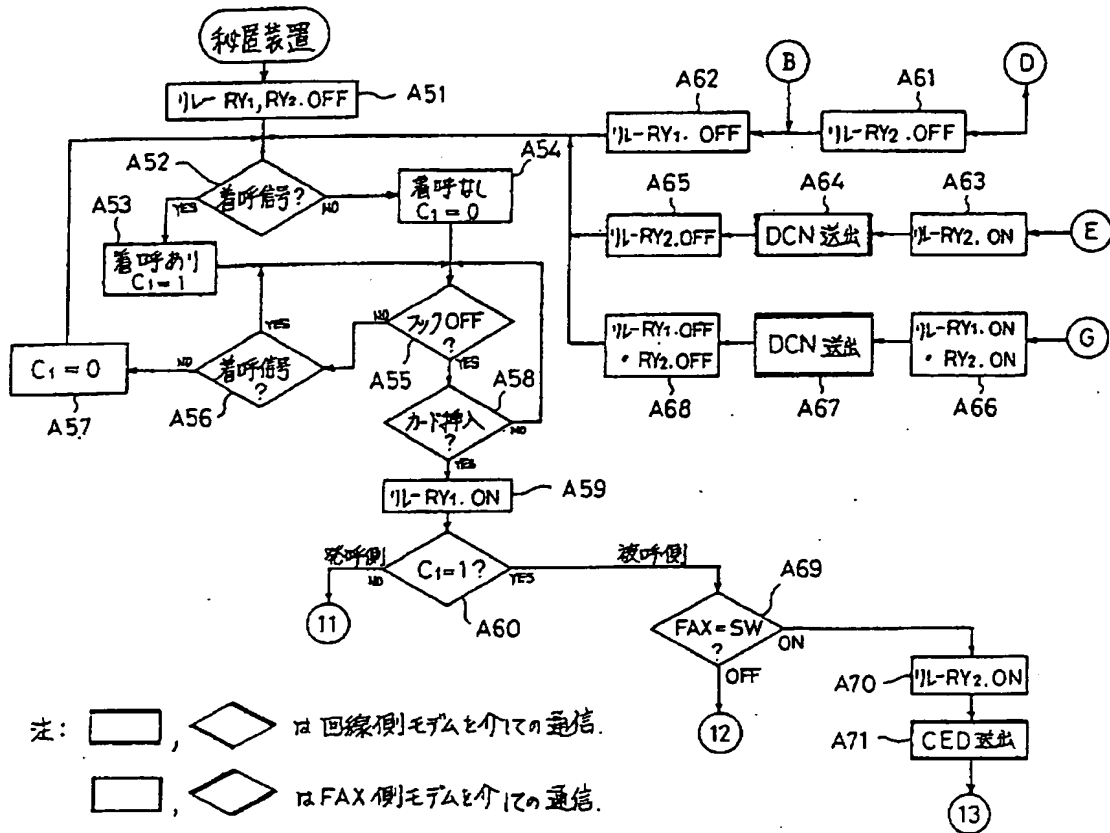 秘匿装置
リレーRY1,RY2.OFF
A51
B
D
A62
A61
リレーRY1.OFF
リレーRY2.OFF
A52
着呼信号?
YES
NO
A54
着呼なし
C1=0
A53
着呼あり
C1=1
A65
A64
A63
リレーRY2.OFF
DCN送出
リレーRY2.ON
E
フックOFF
?
NO
YES
A55
着呼信号
?
YES
NO
A56
C1=0
A57
リレーRY1.OFF
・RY2.OFF
DCN送出
リレーRY1.ON
・RY2.ON
G
A68
A67
A66
A58
カード挿入
?
NO
YES
リレーRY1.ON
A59
発呼側
NO
C1=1?
YES
被呼側
A60
11
A69
FAX=SW
?
ON
OFF
12
A70
リレーRY2.ON
A71
CED送出
13
注: , は回線側モデムを介しての通信.
, はFAX側モデムを介しての通信.